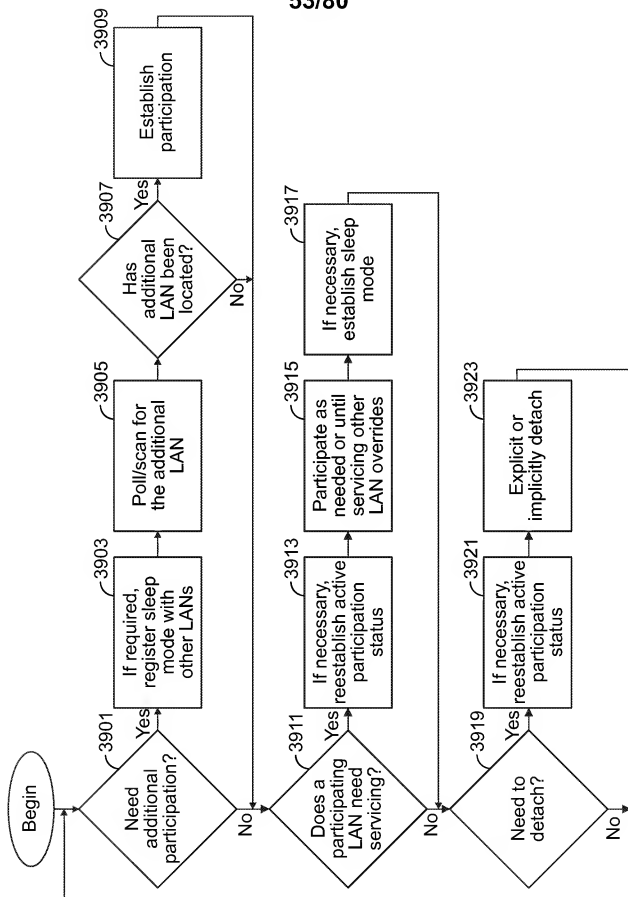 53/80
Begin
3901
Need
additional
participation?
Yes
No
3903
If required,
register sleep
mode with
other LANs
3905
Poll/scan for
the additional
LAN
3907
Has
additional
LAN been
located?
Yes
No
3909
Establish
participation
3911
Does a
participating
LAN need
servicing?
Yes
No
3913
If necessary,
reestablish active
participation
status
3915
Participate as
needed or until
servicing other
LAN overrides
3917
If necessary,
establish sleep
mode
3919
Need to
detach?
Yes
No
3921
If necessary,
reestablish active
participation
status
3923
Explicit or
implicitly detach